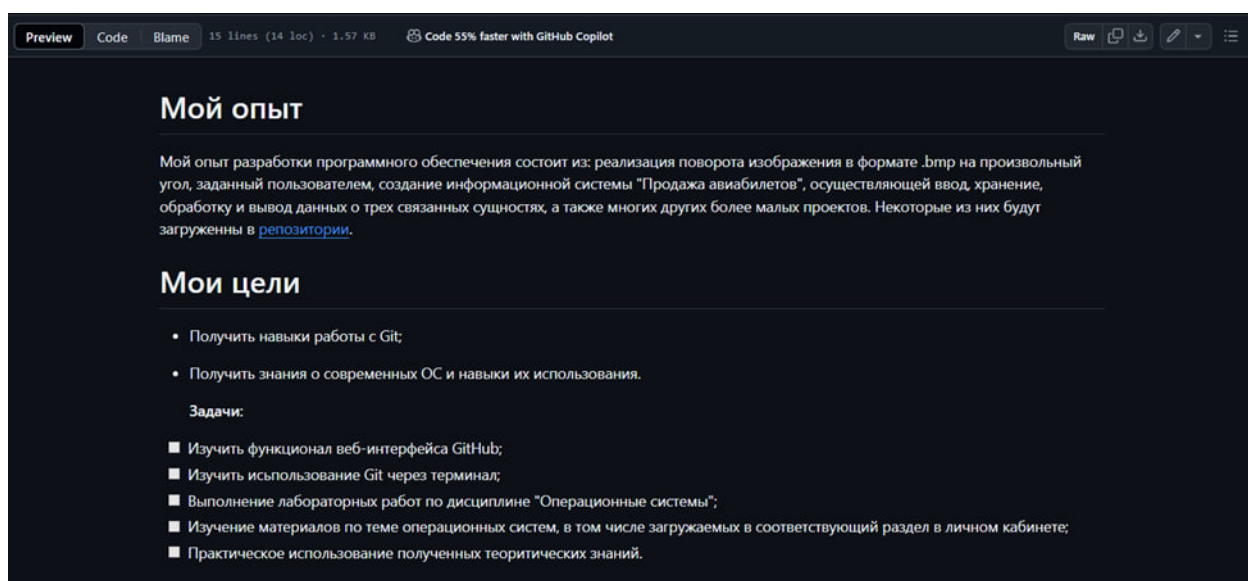 Preview Code Blame 15 lines (14 loc) · 1.57 KB Code 55% faster with GitHub Copilot Raw
Мой опыт
Мой опыт разработки программного обеспечения состоит из: реализация поворота изображения в формате .bmp на произвольный
угол, заданный пользователем, создание информационной системы "Продажа авиабилетов", осуществляющей ввод, хранение,
обработку и вывод данных о трех связанных сущностях, а также многих других более малых проектов. Некоторые из них будут
загруженны в репозитории.
Мои цели
• Получить навыки работы с Git;
• Получить знания о современных ОС и навыки их использования.
Задачи:
Изучить функционал веб-интерфейса GitHub;
Изучить исьпользование Git через терминал;
Выполнение лабораторных работ по дисциплине "Операционные системы";
Изучение материалов по теме операционных систем, в том числе загружаемых в соответствующий раздел в личном кабинете;
Практическое использование полученных теоритических знаний.